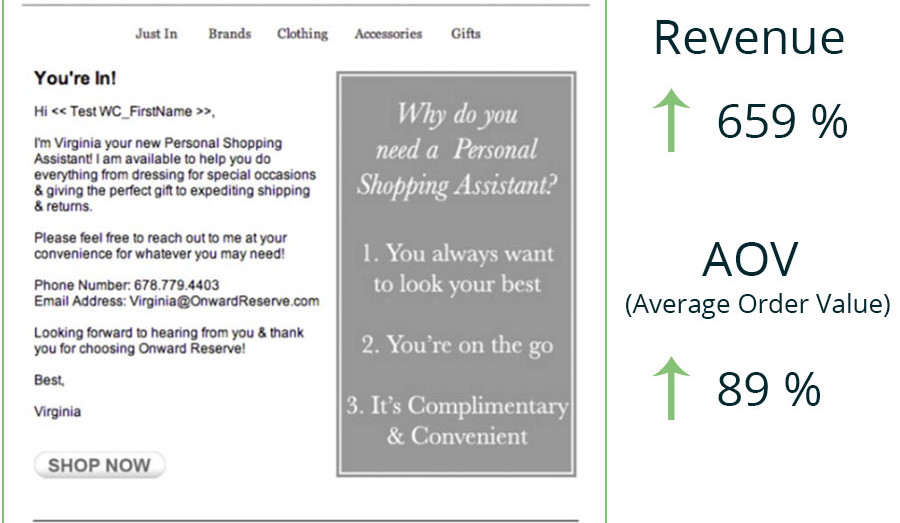 Just In Brands Clothing Accessories Gifts
You're In!
Hi << Test WC_FirstName >>,
I'm Virginia your new Personal Shopping
Assistant! I am available to help you do
everything from dressing for special occasions
& giving the perfect gift to expediting shipping
& returns.
Please feel free to reach out to me at your
convenience for whatever you may need!
Phone Number: 678.779.4403
Email Address: Virginia@OnwardReserve.com
Looking forward to hearing from you & thank
you for choosing Onward Reserve!
Best,
Virginia
SHOP NOW
Why do you
need a Personal
Shopping Assistant?
1. You always want
to look your best
2. You're on the go
3. It's Complimentary
& Convenient
Revenue
↑ 659 %
AOV
(Average Order Value)
↑ 89 %